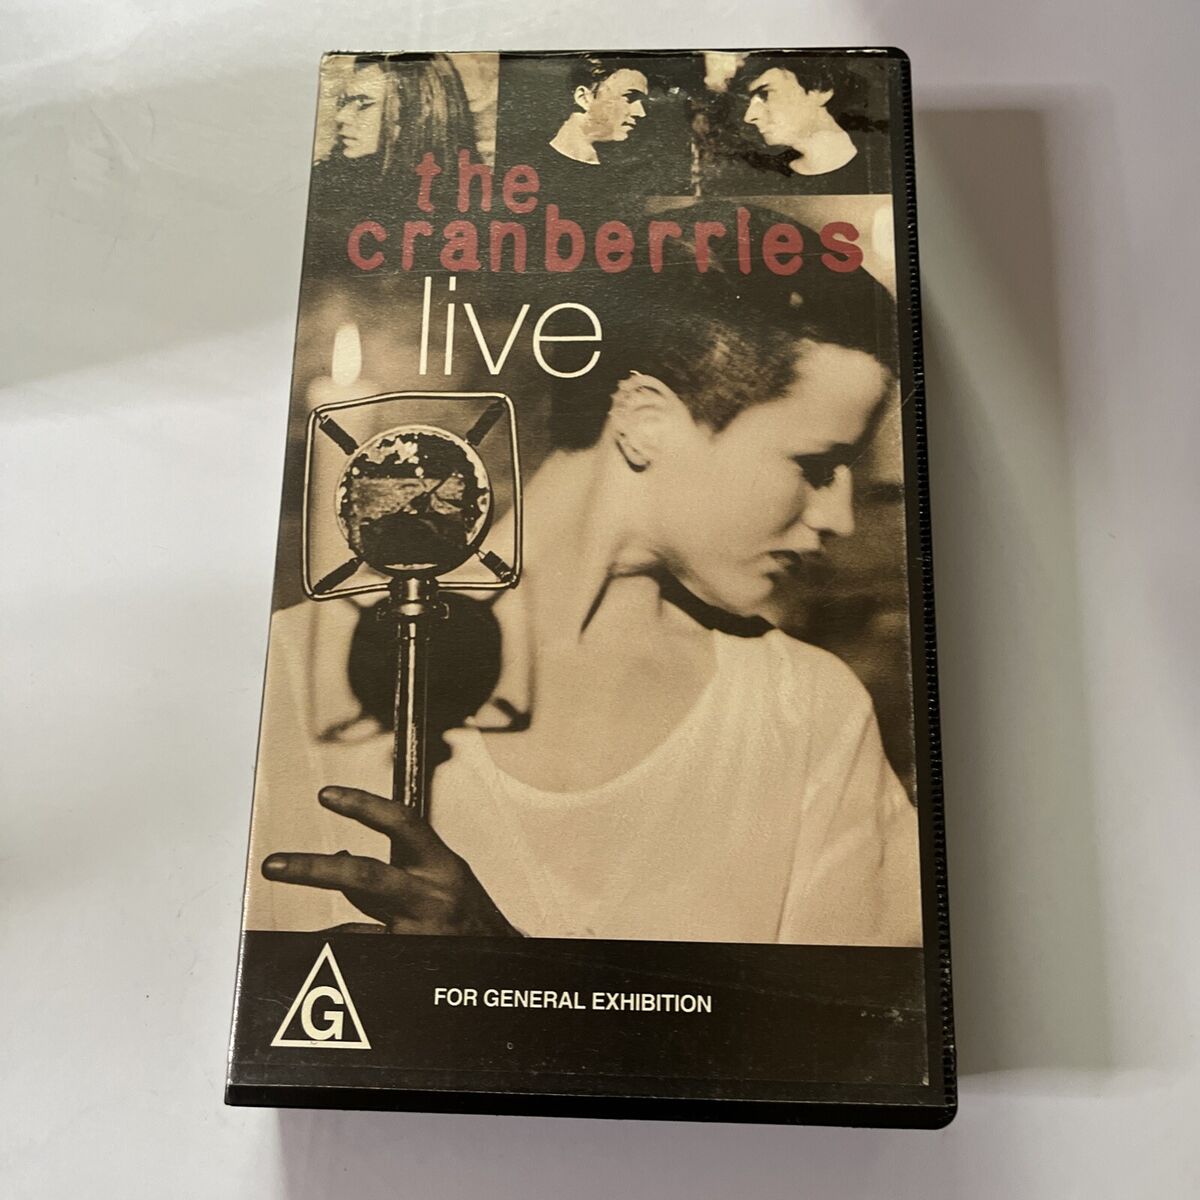 the
cranberries
live
G
FOR GENERAL EXHIBITION